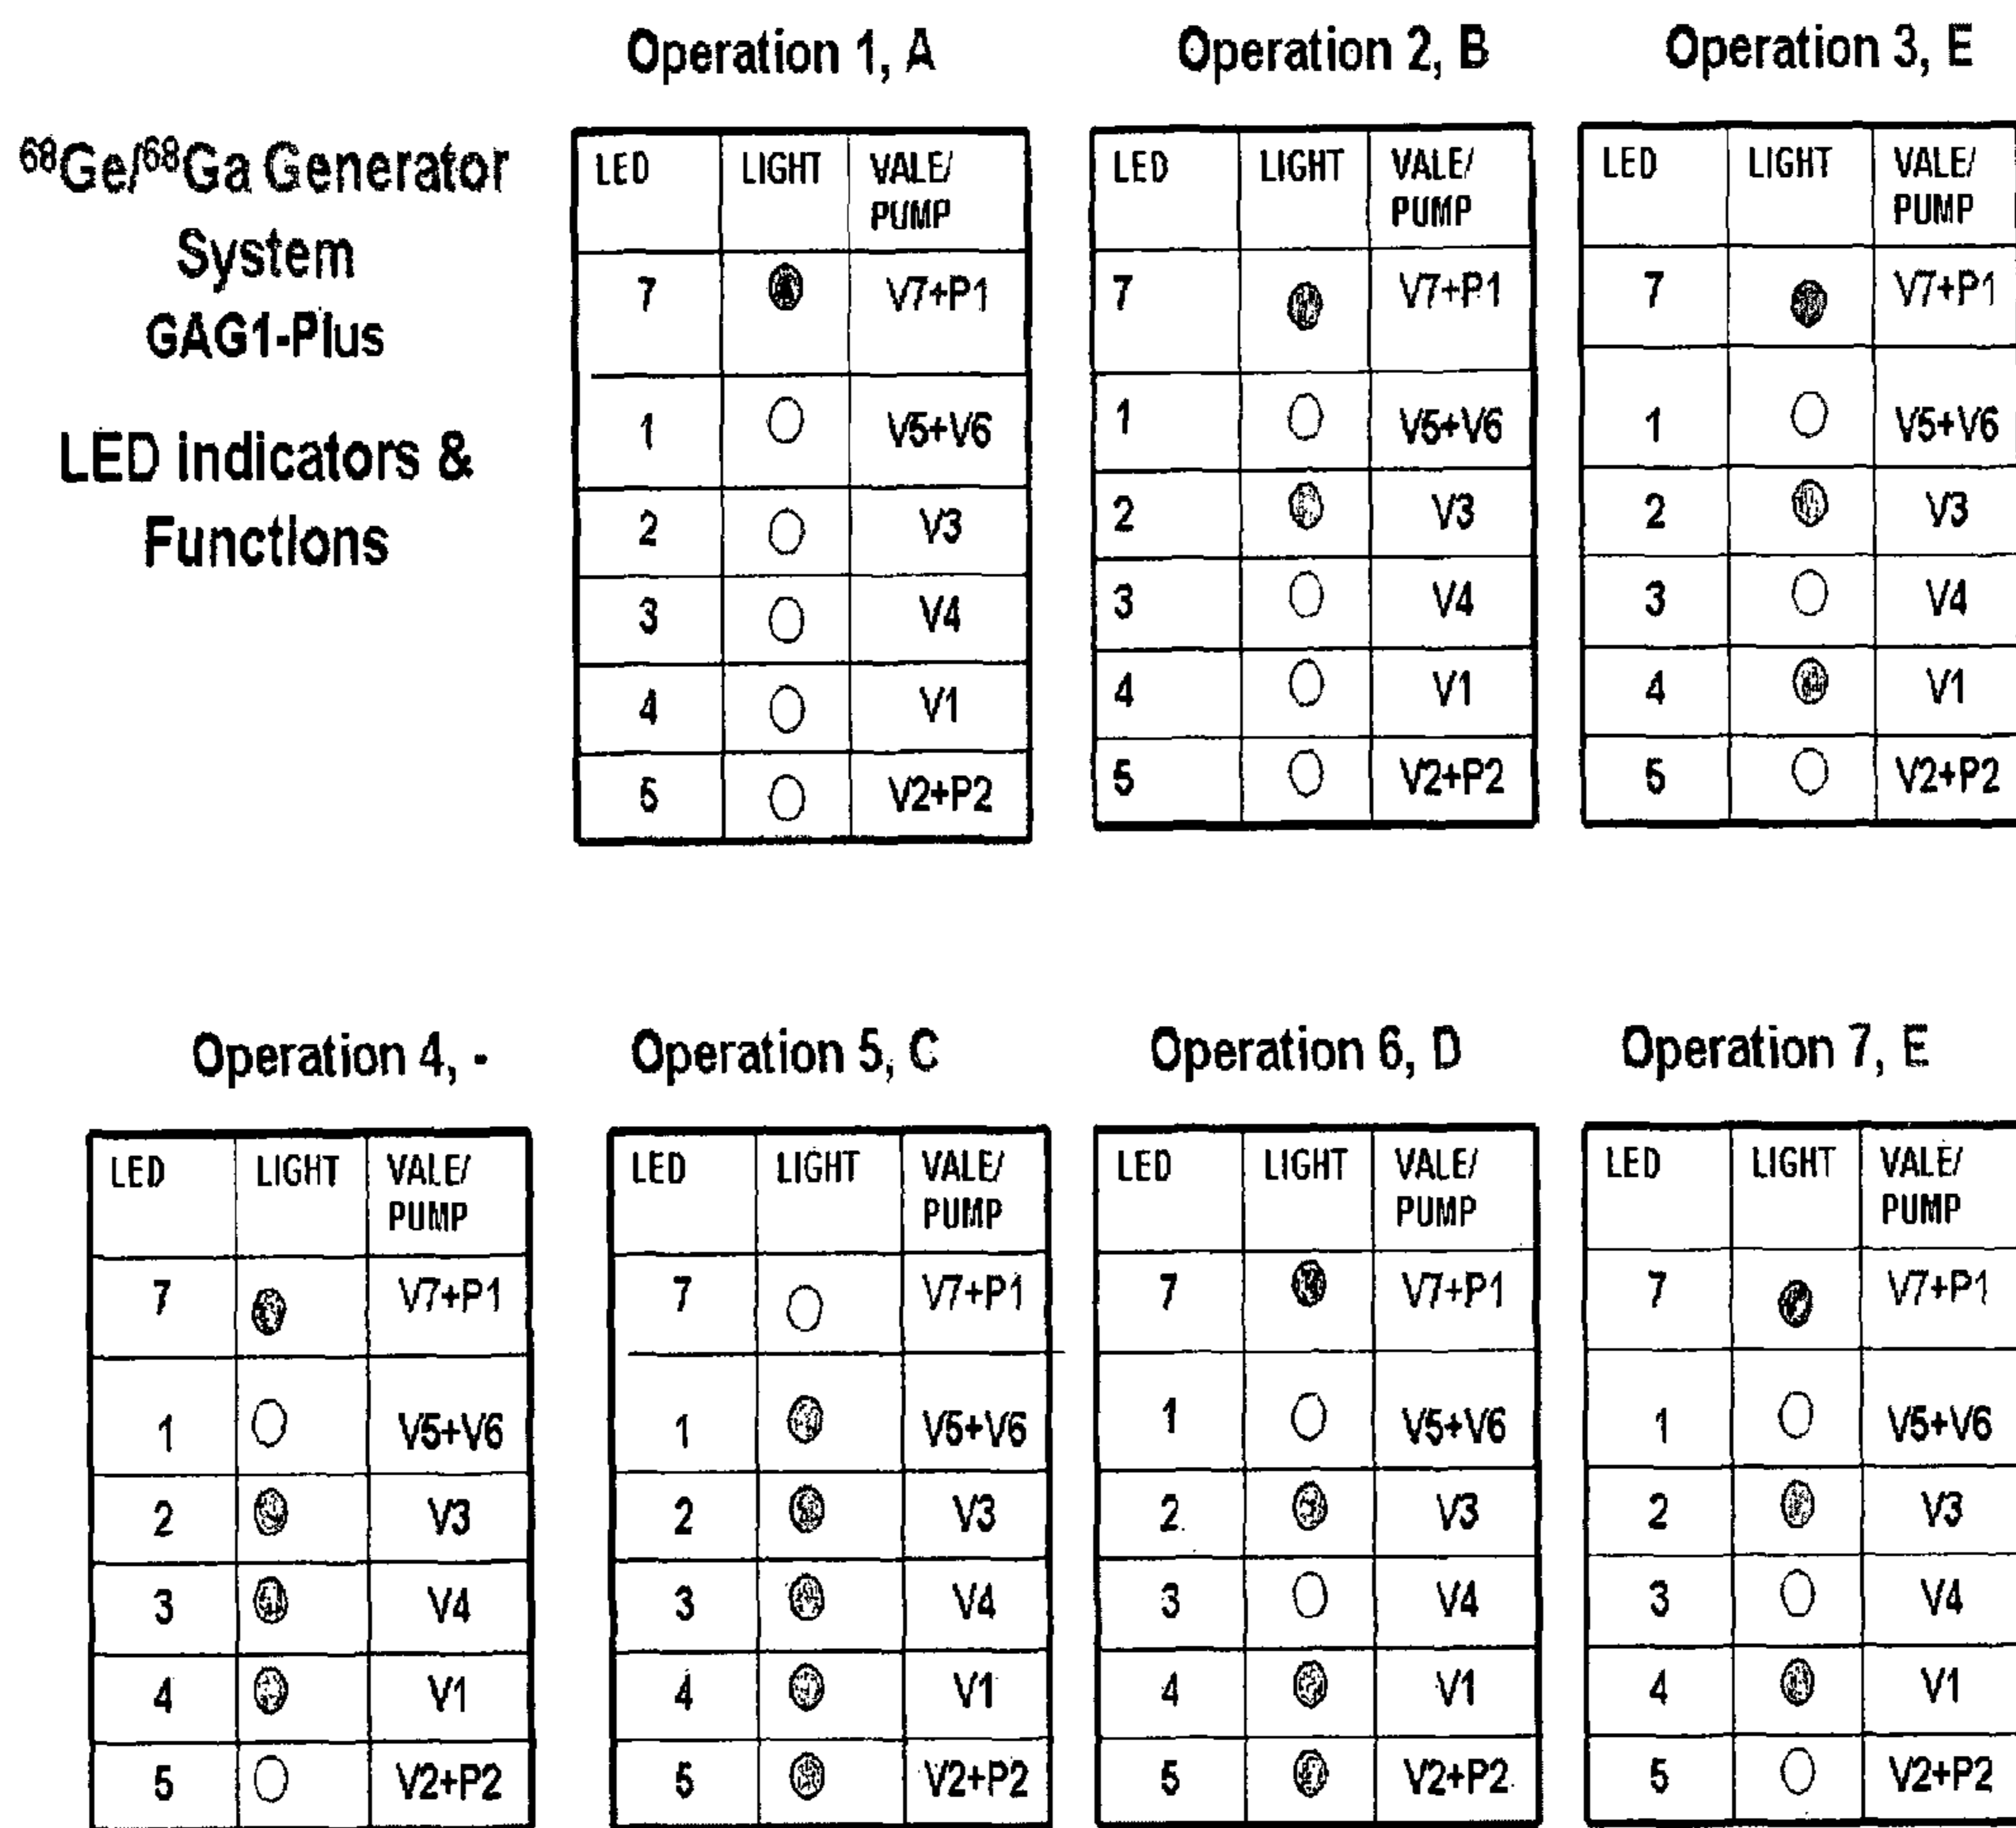 Operation 1, A
Operation 2, B
Operation 3, E
⁶⁸Ge/⁶⁸Ga Generator
System
GAG1-Plus
LED indicators &
Functions
LED LIGHT VALE/
PUMP
7 V7+P1
1 V5+V6
2 V3
3 V4
4 V1
5 V2+P2
LED LIGHT VALE/
PUMP
7 V7+P1
1 V5+V6
2 V3
3 V4
4 V1
5 V2+P2
LED LIGHT VALE/
PUMP
7 V7+P1
1 V5+V6
2 V3
3 V4
4 V1
5 V2+P2
Operation 4, -
Operation 5, C
Operation 6, D
Operation 7, E
LED LIGHT VALE/
PUMP
7 V7+P1
1 V5+V6
2 V3
3 V4
4 V1
5 V2+P2
LED LIGHT VALE/
PUMP
7 V7+P1
1 V5+V6
2 V3
3 V4
4 V1
5 V2+P2
LED LIGHT VALE/
PUMP
7 V7+P1
1 V5+V6
2 V3
3 V4
4 V1
5 V2+P2
LED LIGHT VALE/
PUMP
7 V7+P1
1 V5+V6
2 V3
3 V4
4 V1
5 V2+P2